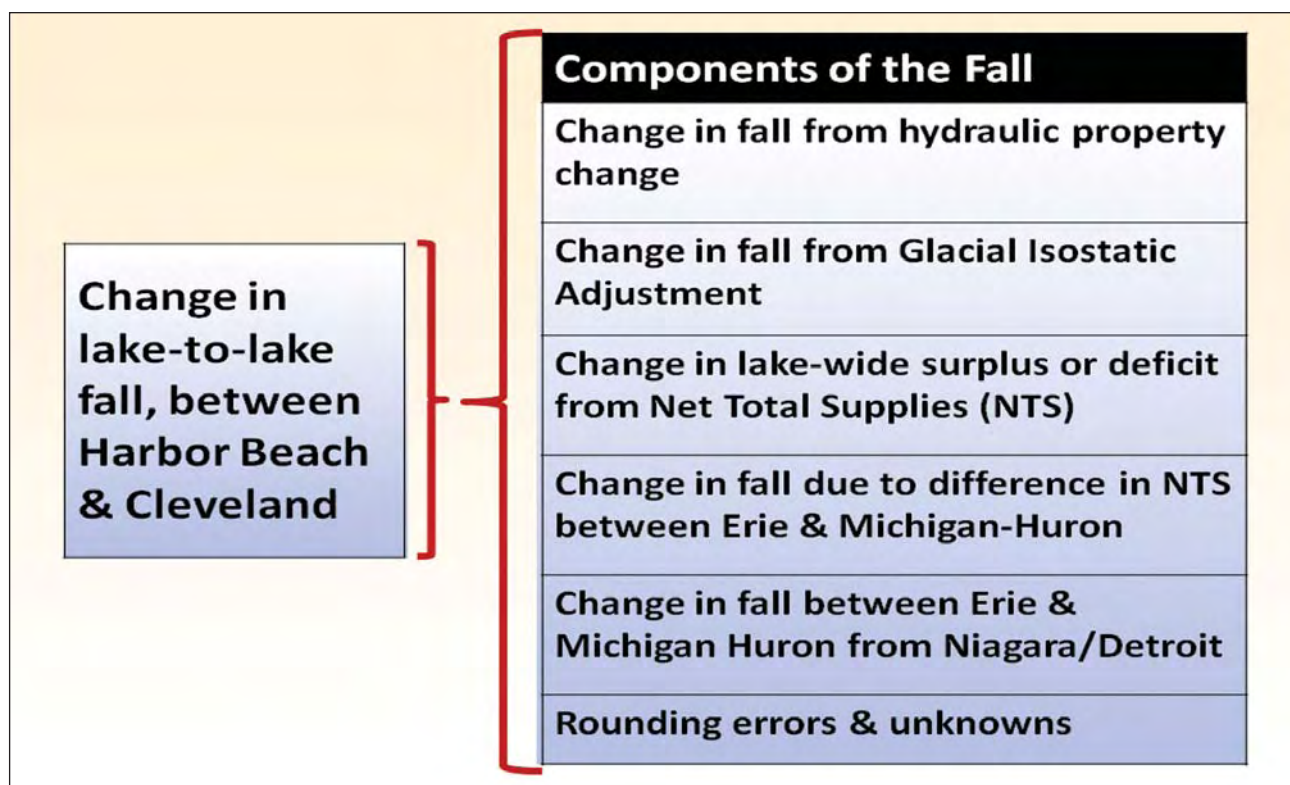 Change in
lake-to-lake
fall, between
Harbor Beach
& Cleveland
Components of the Fall
Change in fall from hydraulic property
change
Change in fall from Glacial Isostatic
Adjustment
Change in lake-wide surplus or deficit
from Net Total Supplies (NTS)
Change in fall due to difference in NTS
between Erie & Michigan-Huron
Change in fall between Erie &
Michigan Huron from Niagara/Detroit
Rounding errors & unknowns